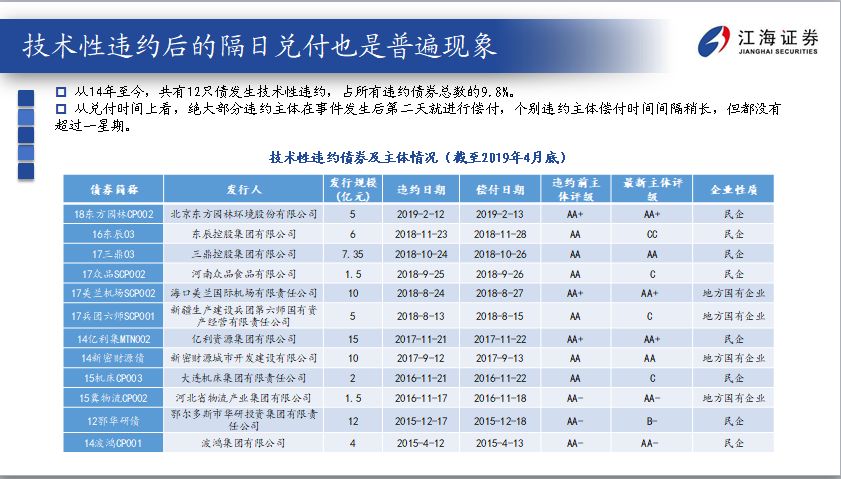 技术性违约后的隔日兑付也是普遍现象
江海证券
JIANGHAI SECURITIES
从14年至今，共有12只债发生技术性违约，占所有违约债券总数的9.8%。
从兑付时间上看，绝大部分违约主体在事件发生后第二天就进行偿付，个别违约主体偿付时间间隔稍长，但都没有
超过一星期。
技术性违约债券及主体情况（截至2019年4月底）
债券简称 发行人 发行规模(亿元) 违约日期 偿付日期 违约前主体评级 最新主体评级 企业性质
18东方园林CP002 北京东方园林环境股份有限公司 5 2019-2-12 2019-2-13 AA+ AA+ 民企
16东辰03 东辰控股集团有限公司 6 2018-11-23 2018-11-28 AA CC 民企
17三鼎03 三鼎控股集团有限公司 7.35 2018-10-24 2018-10-26 AA AA 民企
17众品SCP002 河南众品食品有限公司 1.5 2018-9-25 2018-9-26 AA C 民企
17美兰机场SCP002 海口美兰国际机场有限责任公司 10 2018-8-24 2018-8-27 AA+ AA+ 地方国有企业
17兵团六师SCP001 新疆生产建设兵团第六师国有资产经营有限责任公司 5 2018-8-13 2018-8-15 AA C 地方国有企业
14亿利集MTN002 亿利资源集团有限公司 15 2017-11-21 2017-11-22 AA+ AA+ 民企
14新密财源债 新密财源城市开发建设有限公司 10 2017-9-12 2017-9-13 AA AA 地方国有企业
15机床CP003 大连机床集团有限责任公司 2 2016-11-21 2016-11-22 AA C 民企
15冀物流CP002 河北省物流产业集团有限公司 1.5 2016-11-17 2016-11-18 AA- AA- 地方国有企业
12鄂华研债 鄂尔多斯市华研投资集团有限责任公司 12 2015-12-17 2015-12-18 AA- B- 民企
14波鸿CP001 波鸿集团有限公司 4 2015-4-12 2015-4-13 AA- AA- 民企